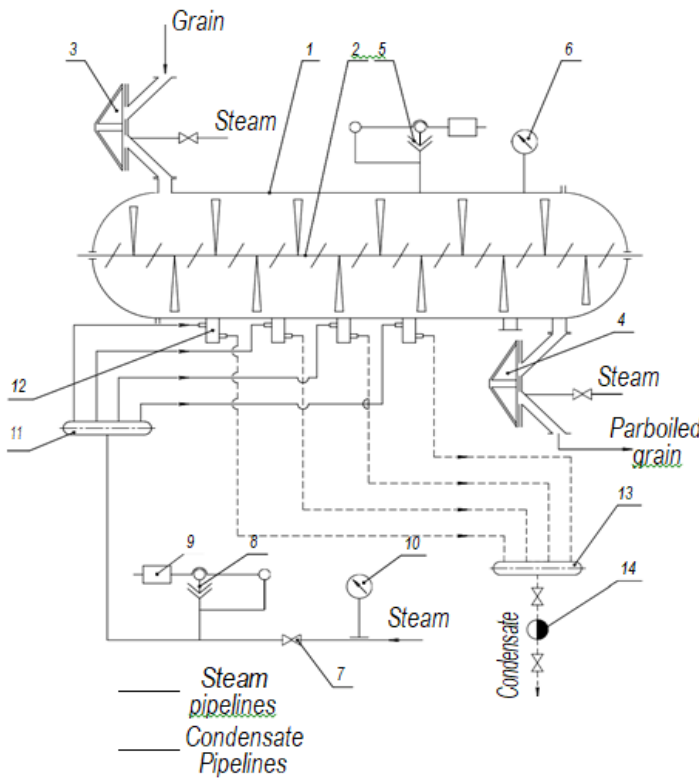 Grain
3
1
2
5
6
Steam
4
12
Steam
11
Parboiled
grain
13
9
8
10
14
Steam
7
Condensate
Steam
pipelines
Condensate
Pipelines